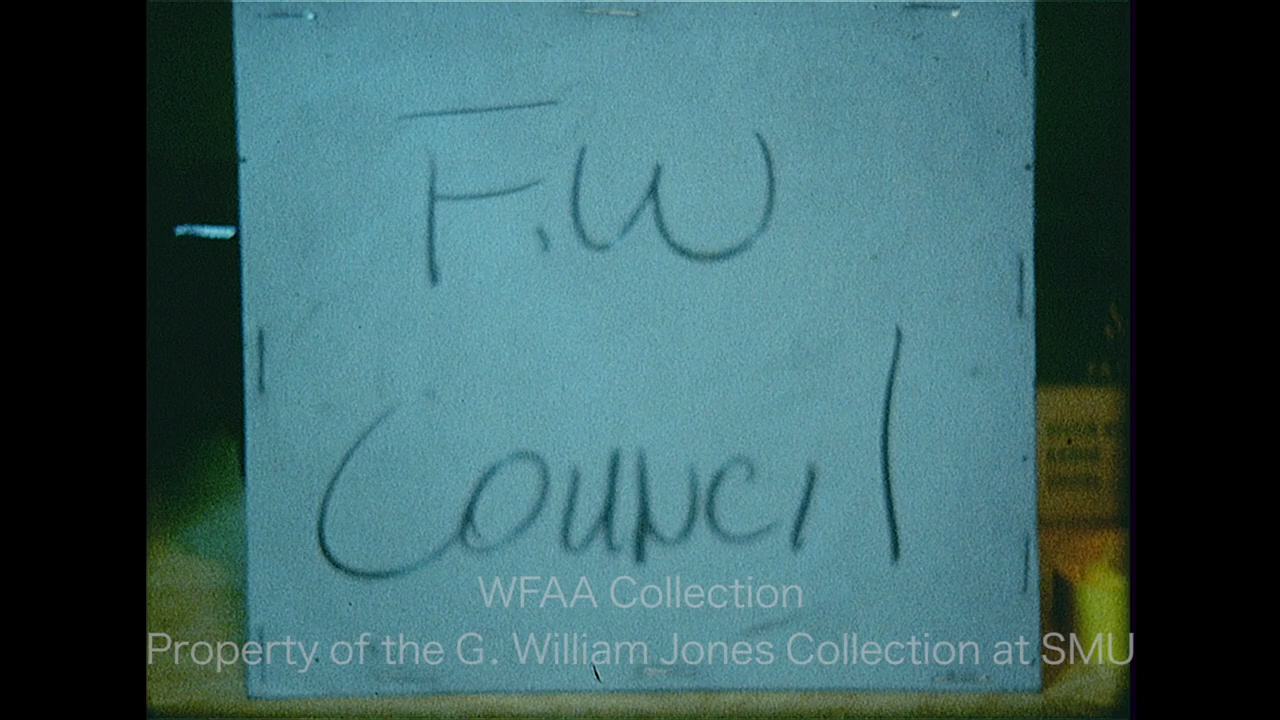 F.W
COUNCIl
WFAA Collection
Property of the G. William Jones Collection at SMU